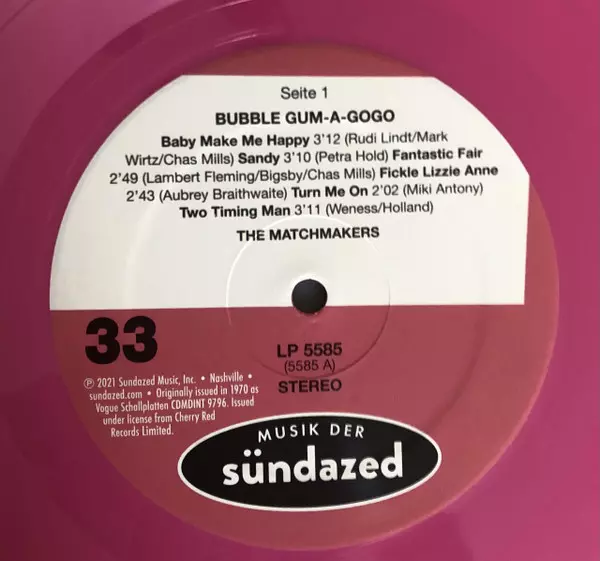 Seite 1
BUBBLE GUM-A-GOGO
Baby Make Me Happy 3'12 (Rudi Lindt/Mark
Wirtz/Chas Mills) Sandy 3'10 (Petra Hold) Fantastic Fair
2'49 (Lambert Fleming/Bigsby/Chas Mills) Fickle Lizzie Anne
2'43 (Aubrey Braithwaite) Turn Me On 2'02 (Miki Antony)
Two Timing Man 3'11 (Weness/Holland)
THE MATCHMAKERS
33
LP 5585
(5585 A)
STEREO
℗ 2021 Sundazed Music, Inc. • Nashville •
sundazed.com • Originally issued in 1970 as
Vogue Schallplatten CDMDINT 9796. Issued
under license from Cherry Red
Records Limited.
MUSIK DER
sündazed